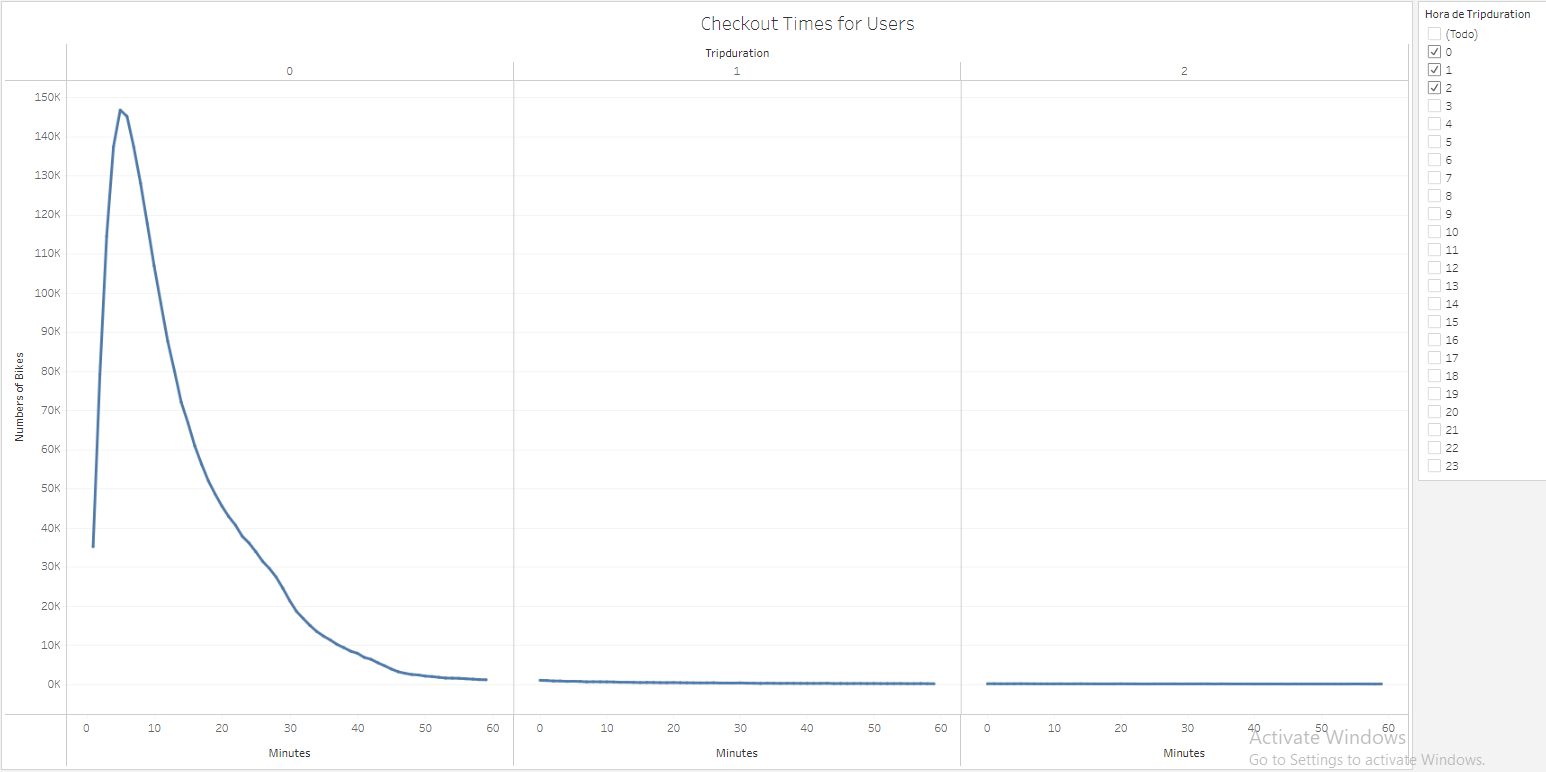 Checkout Times for Users
Tripduration
0 1 2
150K
140K
130K
120K
110K
100K
90K
80K
70K
60K
50K
40K
30K
20K
10K
0K
Numbers of Bikes
0 10 20 30 40 50 60 0 10 20 30 40 50 60 0 10 20 30 40 50 60
Minutes Minutes Minutes
Hora de Tripduration
(Todo)
0
1
2
3
4
5
6
7
8
9
10
11
12
13
14
15
16
17
18
19
20
21
22
23
Activate Windows
Go to Settings to activate Windows.